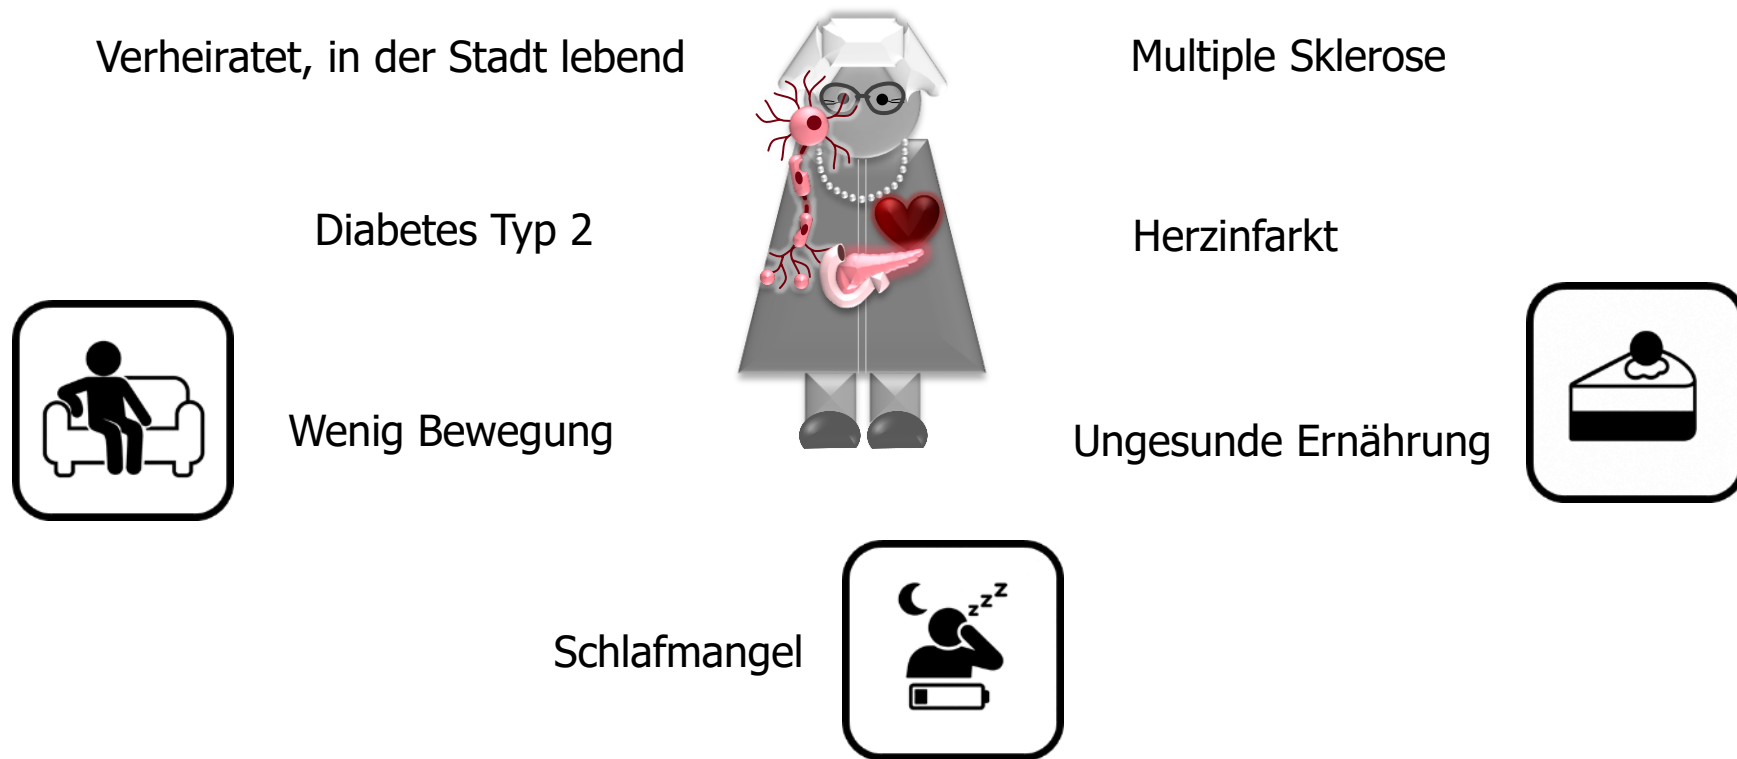 Verheiratet, in der Stadt lebend
Multiple Sklerose
Diabetes Typ 2
Herzinfarkt
Wenig Bewegung
Ungesunde Ernährung
z z z
Schlafmangel